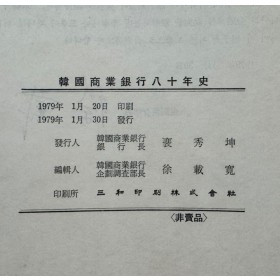 韓國商業銀行八十年史
1979年 1月 20日 印刷
1979年 1月 30日 發行
發行人 韓國商業銀行 銀行長 裵秀坤
編輯人 韓國商業銀行 企劃調査部長 徐載寬
印刷所 三和印刷株式會社
〈非賣品〉